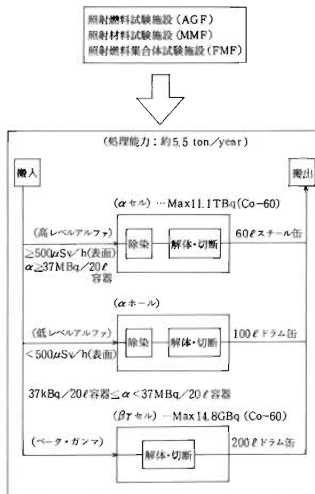 照射燃料試験施設(AGF)
照射材料試験施設(MMF)
照射燃料集合体試験施設(FMF)
(処理能力：約5.5 ton/year)
搬入
搬出
(αセル) …Max11.1TBq(Co-60)
(高レベルアルファ)
除染
解体・切断
60ℓスチール缶
≥500μSv/h(表面)
α≥37MBq/20ℓ
容器
(αホール)
(低レベルアルファ)
除染
解体・切断
100ℓドラム缶
<500μSv/h(表面)
37kBq/20ℓ容器≤α<37MBq/20ℓ容器
(βγセル) …Max14.8GBq(Co-60)
(ベータ・ガンマ)
解体・切断
200ℓドラム缶